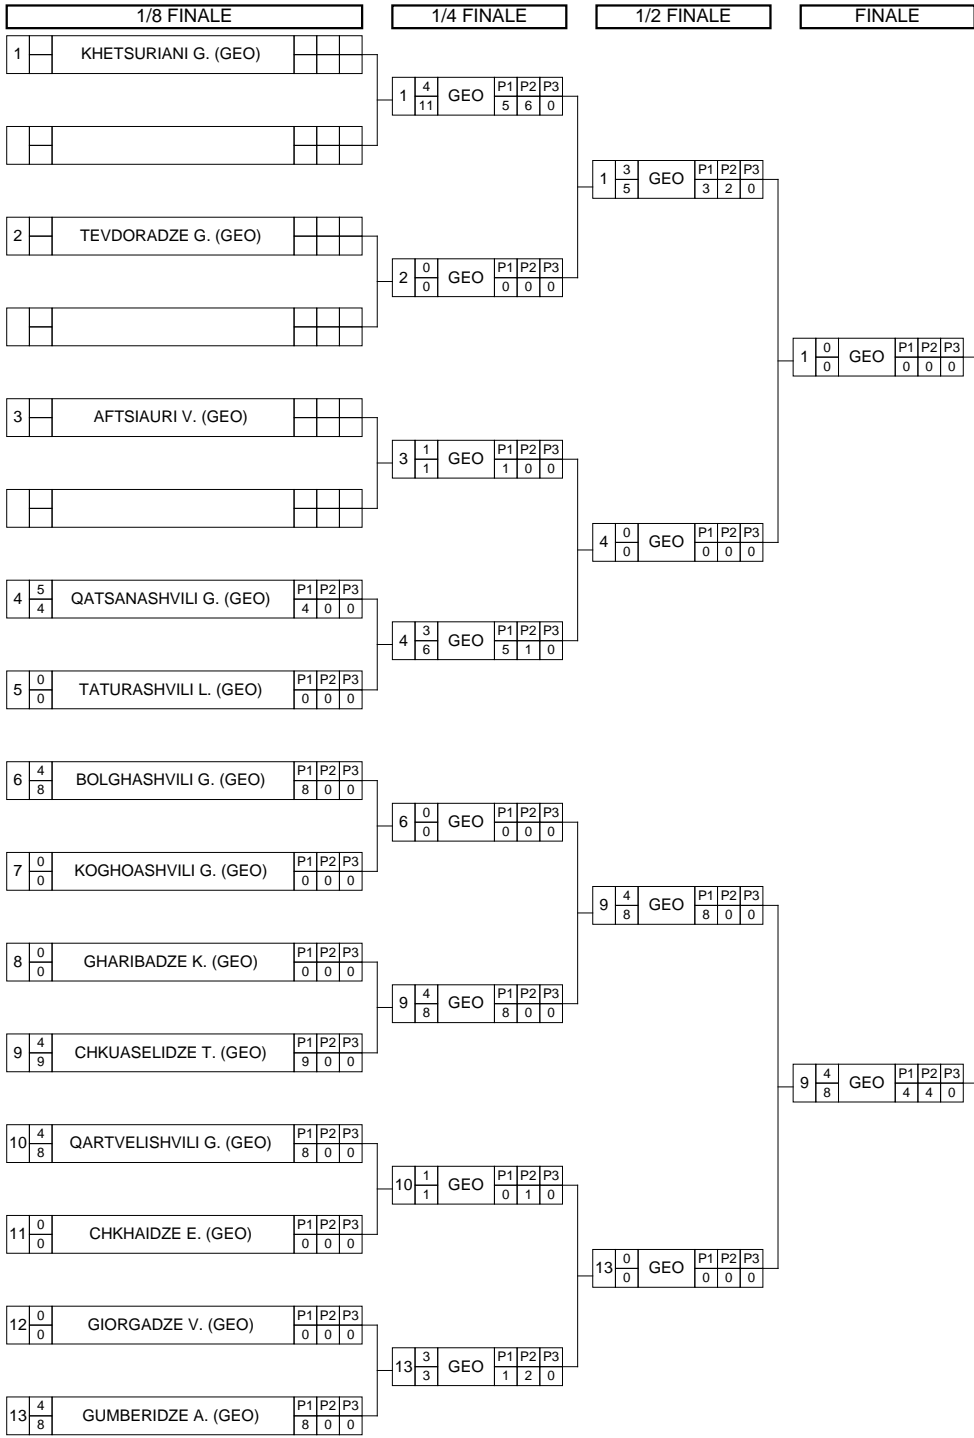 1/8 FINALE 1/4 FINALE 1/2 FINALE FINALE
1 KHETSURIANI G. (GEO)
1 4 11 GEO P1 P2 P3 5 6 0
1 3 5 GEO P1 P2 P3 3 2 0
2 TEVDORADZE G. (GEO)
2 0 0 GEO P1 P2 P3 0 0 0
1 0 0 GEO P1 P2 P3 0 0 0
3 AFTSIAURI V. (GEO)
3 1 1 GEO P1 P2 P3 1 0 0
4 0 0 GEO P1 P2 P3 0 0 0
4 5 4 QATSANASHVILI G. (GEO) P1 P2 P3 4 0 0
4 3 6 GEO P1 P2 P3 5 1 0
5 0 0 TATURASHVILI L. (GEO) P1 P2 P3 0 0 0
6 4 8 BOLGHASHVILI G. (GEO) P1 P2 P3 8 0 0
6 0 0 GEO P1 P2 P3 0 0 0
7 0 0 KOGHOASHVILI G. (GEO) P1 P2 P3 0 0 0
9 4 8 GEO P1 P2 P3 8 0 0
8 0 0 GHARIBADZE K. (GEO) P1 P2 P3 0 0 0
9 4 8 GEO P1 P2 P3 8 0 0
9 4 9 CHKUASELIDZE T. (GEO) P1 P2 P3 9 0 0
9 4 8 GEO P1 P2 P3 4 4 0
10 4 8 QARTVELISHVILI G. (GEO) P1 P2 P3 8 0 0
10 1 1 GEO P1 P2 P3 0 1 0
11 0 0 CHKHAIDZE E. (GEO) P1 P2 P3 0 0 0
13 0 0 GEO P1 P2 P3 0 0 0
12 0 0 GIORGADZE V. (GEO) P1 P2 P3 0 0 0
13 3 3 GEO P1 P2 P3 1 2 0
13 4 8 GUMBERIDZE A. (GEO) P1 P2 P3 8 0 0